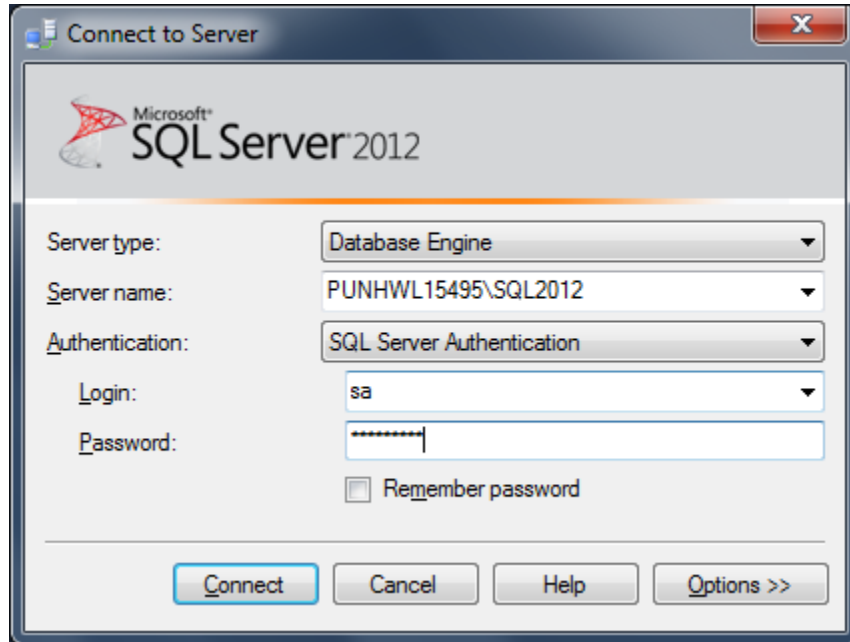 Connect to Server
Microsoft®
SQL Server® 2012
Server type: Database Engine
Server name: PUNHWL15495\SQL2012
Authentication: SQL Server Authentication
Login: sa
Password: *********
Remember password
Connect Cancel Help Options >>